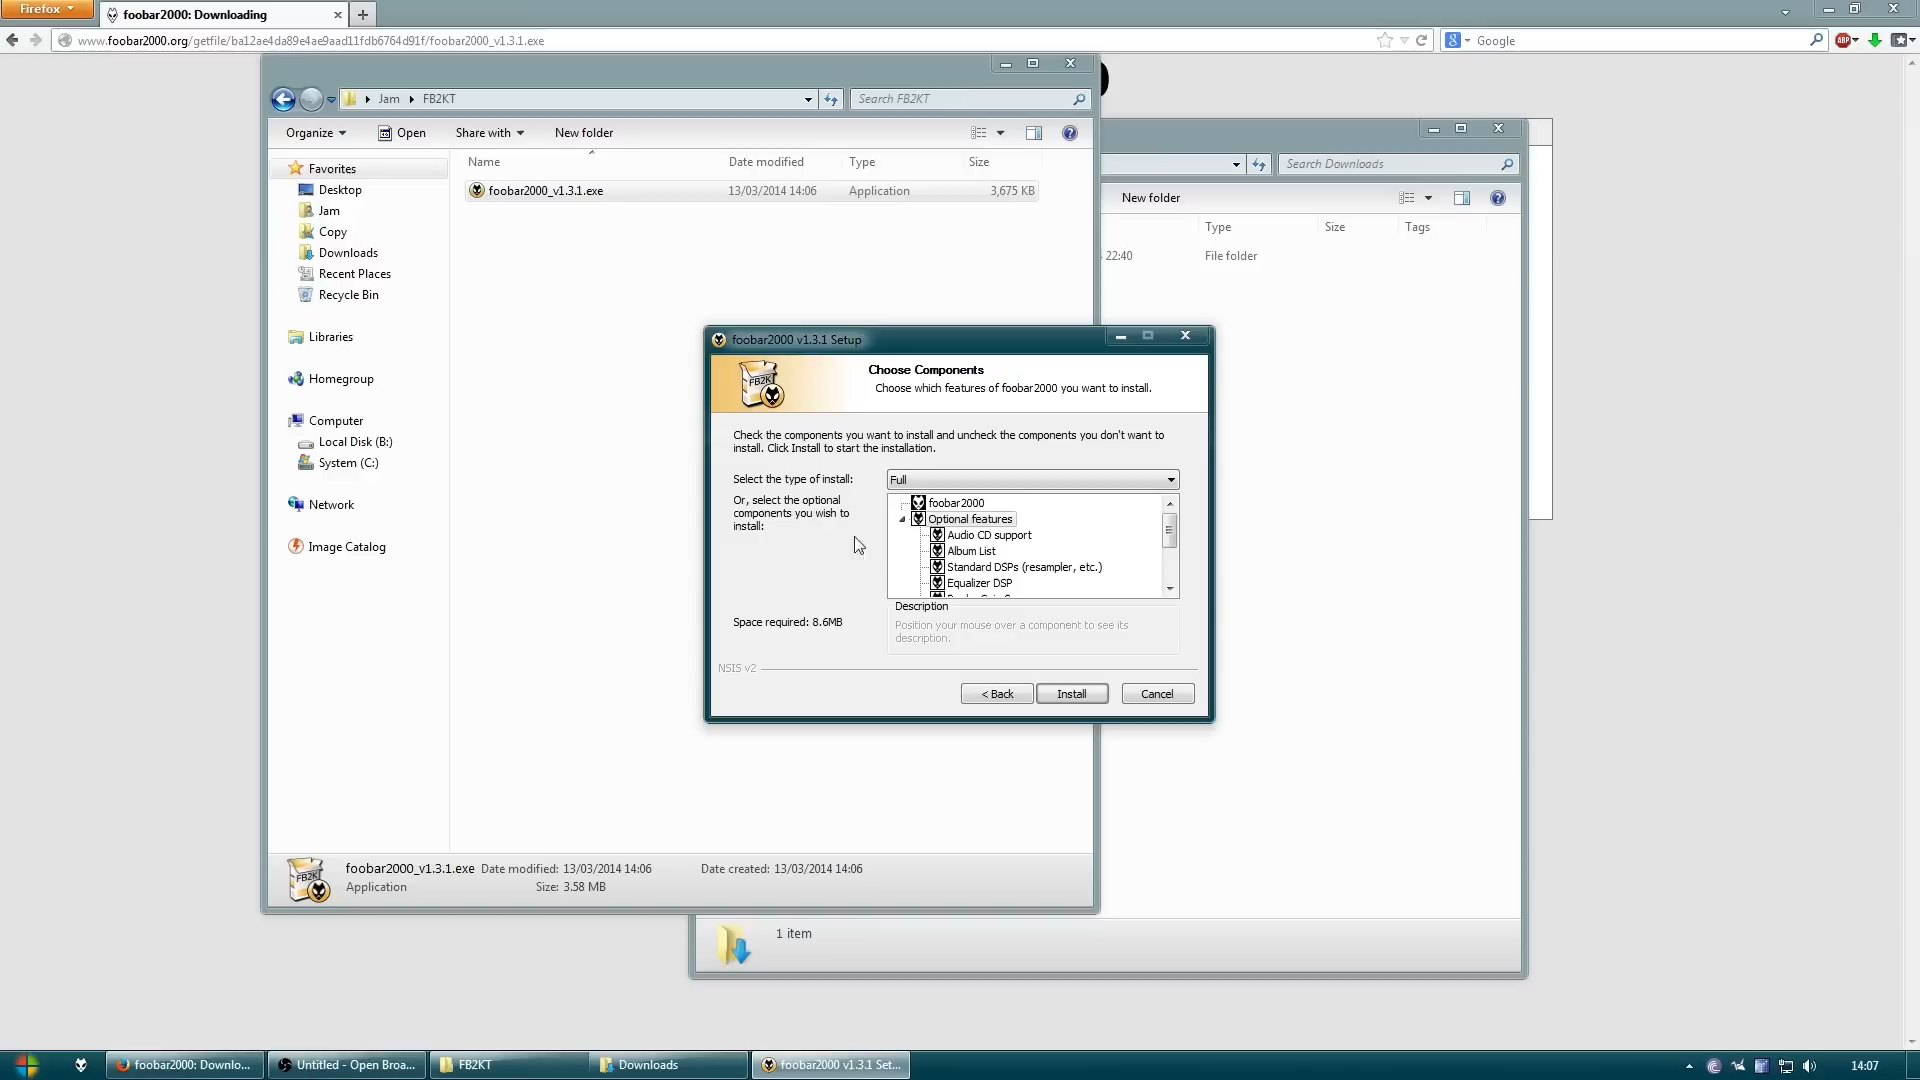 Firefox
foobar2000: Downloading
www.foobar2000.org/getfile/ba12ae4da89e4ae9aad11fdb6764d91f/foobar2000_v1.3.1.exe
Google
ABP
Jam
FB2KT
Search FB2KT
Organize
Open
Share with
New folder
Name
Date modified
Type
Size
foobar2000_v1.3.1.exe
13/03/2014 14:06
Application
3,675 KB
Favorites
Desktop
Jam
Copy
Downloads
Recent Places
Recycle Bin
Libraries
Homegroup
Computer
Local Disk (B:)
System (C:)
Network
Image Catalog
Search Downloads
New folder
Type
Size
Tags
22:40
File folder
foobar2000 v1.3.1 Setup
FB2K
Choose Components
Choose which features of foobar2000 you want to install.
Check the components you want to install and uncheck the components you don't want to
install. Click Install to start the installation.
Select the type of install:
Full
Or, select the optional
components you wish to
install:
foobar2000
Optional features
Audio CD support
Album List
Standard DSPs (resampler, etc.)
Equalizer DSP
Space required: 8.6MB
Description
Position your mouse over a component to see its
description.
NSIS v2
< Back
Install
Cancel
FB2K
foobar2000_v1.3.1.exe
Date modified: 13/03/2014 14:06
Date created: 13/03/2014 14:06
Application
Size: 3.58 MB
1 item
foobar2000: Downlo...
Untitled - Open Broa...
FB2KT
Downloads
foobar2000 v1.3.1 Set...
14:07